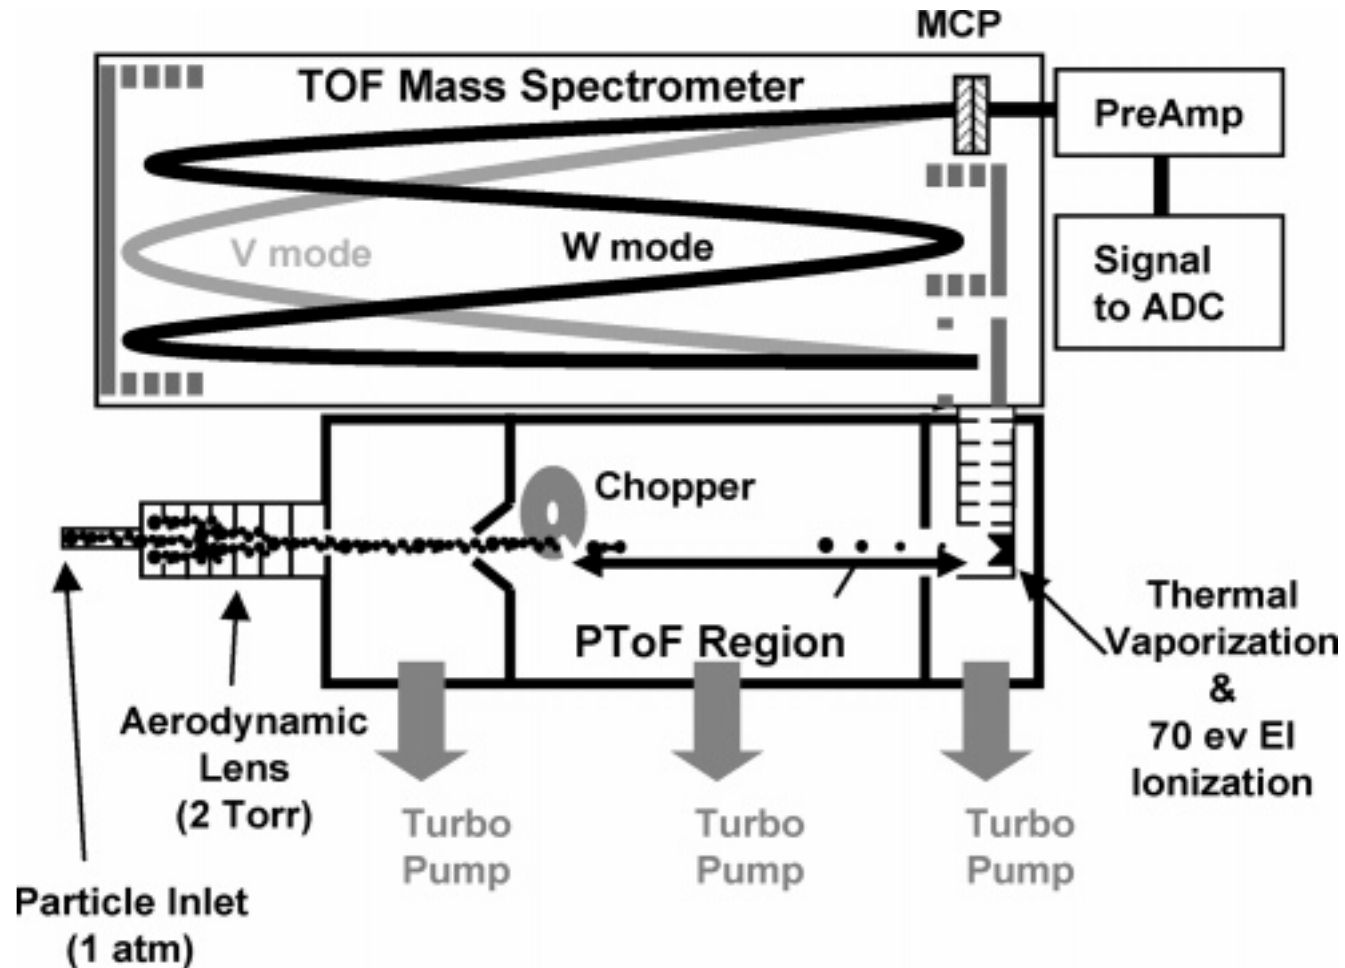 MCP
TOF Mass Spectrometer
PreAmp
V mode
W mode
Signal
to ADC
Chopper
PToF Region
Thermal
Vaporization
&
70 ev EI
Ionization
Aerodynamic
Lens
(2 Torr)
Turbo
Pump
Turbo
Pump
Turbo
Pump
Particle Inlet
(1 atm)